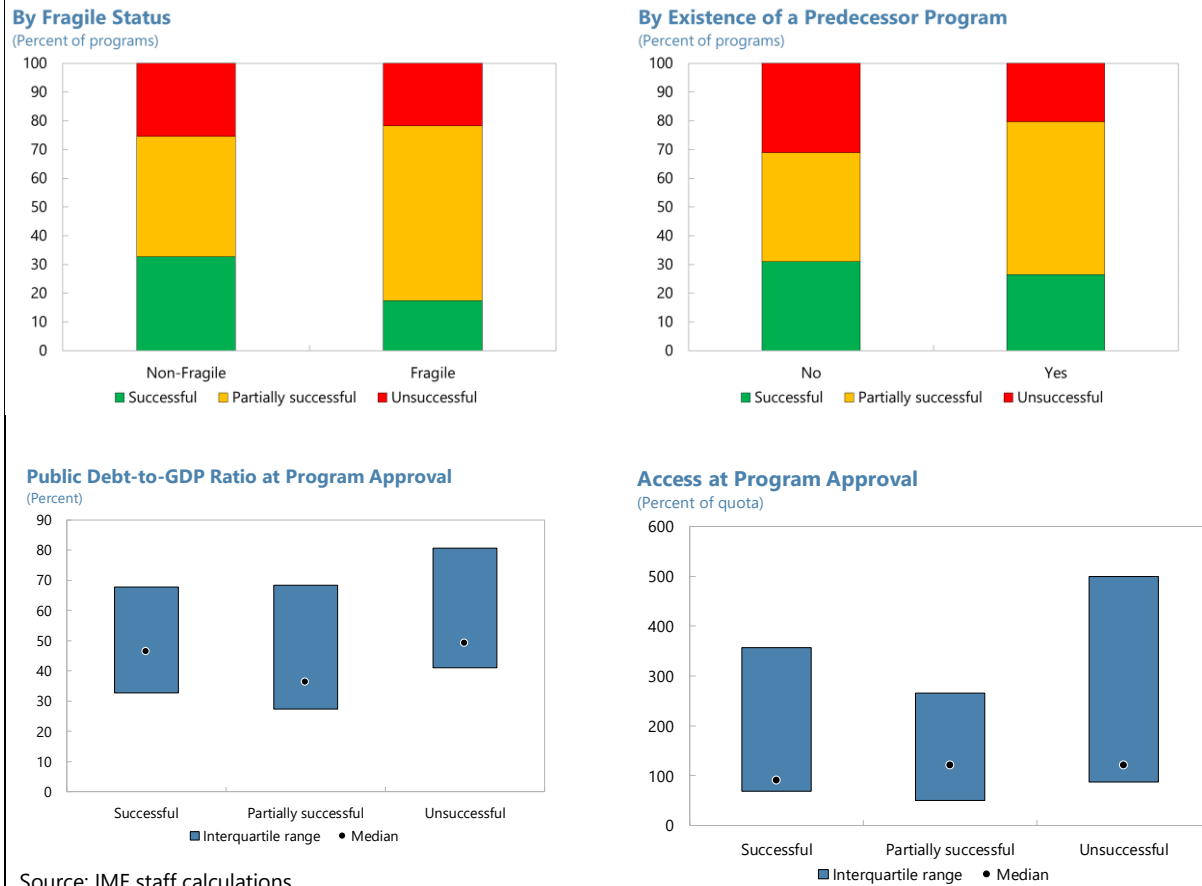 By Fragile Status
(Percent of programs)
100
90
80
70
60
50
40
30
20
10
0
Non-Fragile Fragile
Successful Partially successful Unsuccessful
By Existence of a Predecessor Program
(Percent of programs)
100
90
80
70
60
50
40
30
20
10
0
No Yes
Successful Partially successful Unsuccessful
Public Debt-to-GDP Ratio at Program Approval
(Percent)
90
80
70
60
50
40
30
20
10
0
Successful Partially successful Unsuccessful
Interquartile range Median
Access at Program Approval
(Percent of quota)
600
500
400
300
200
100
0
Successful Partially successful Unsuccessful
Interquartile range Median
Source: IMF staff calculations